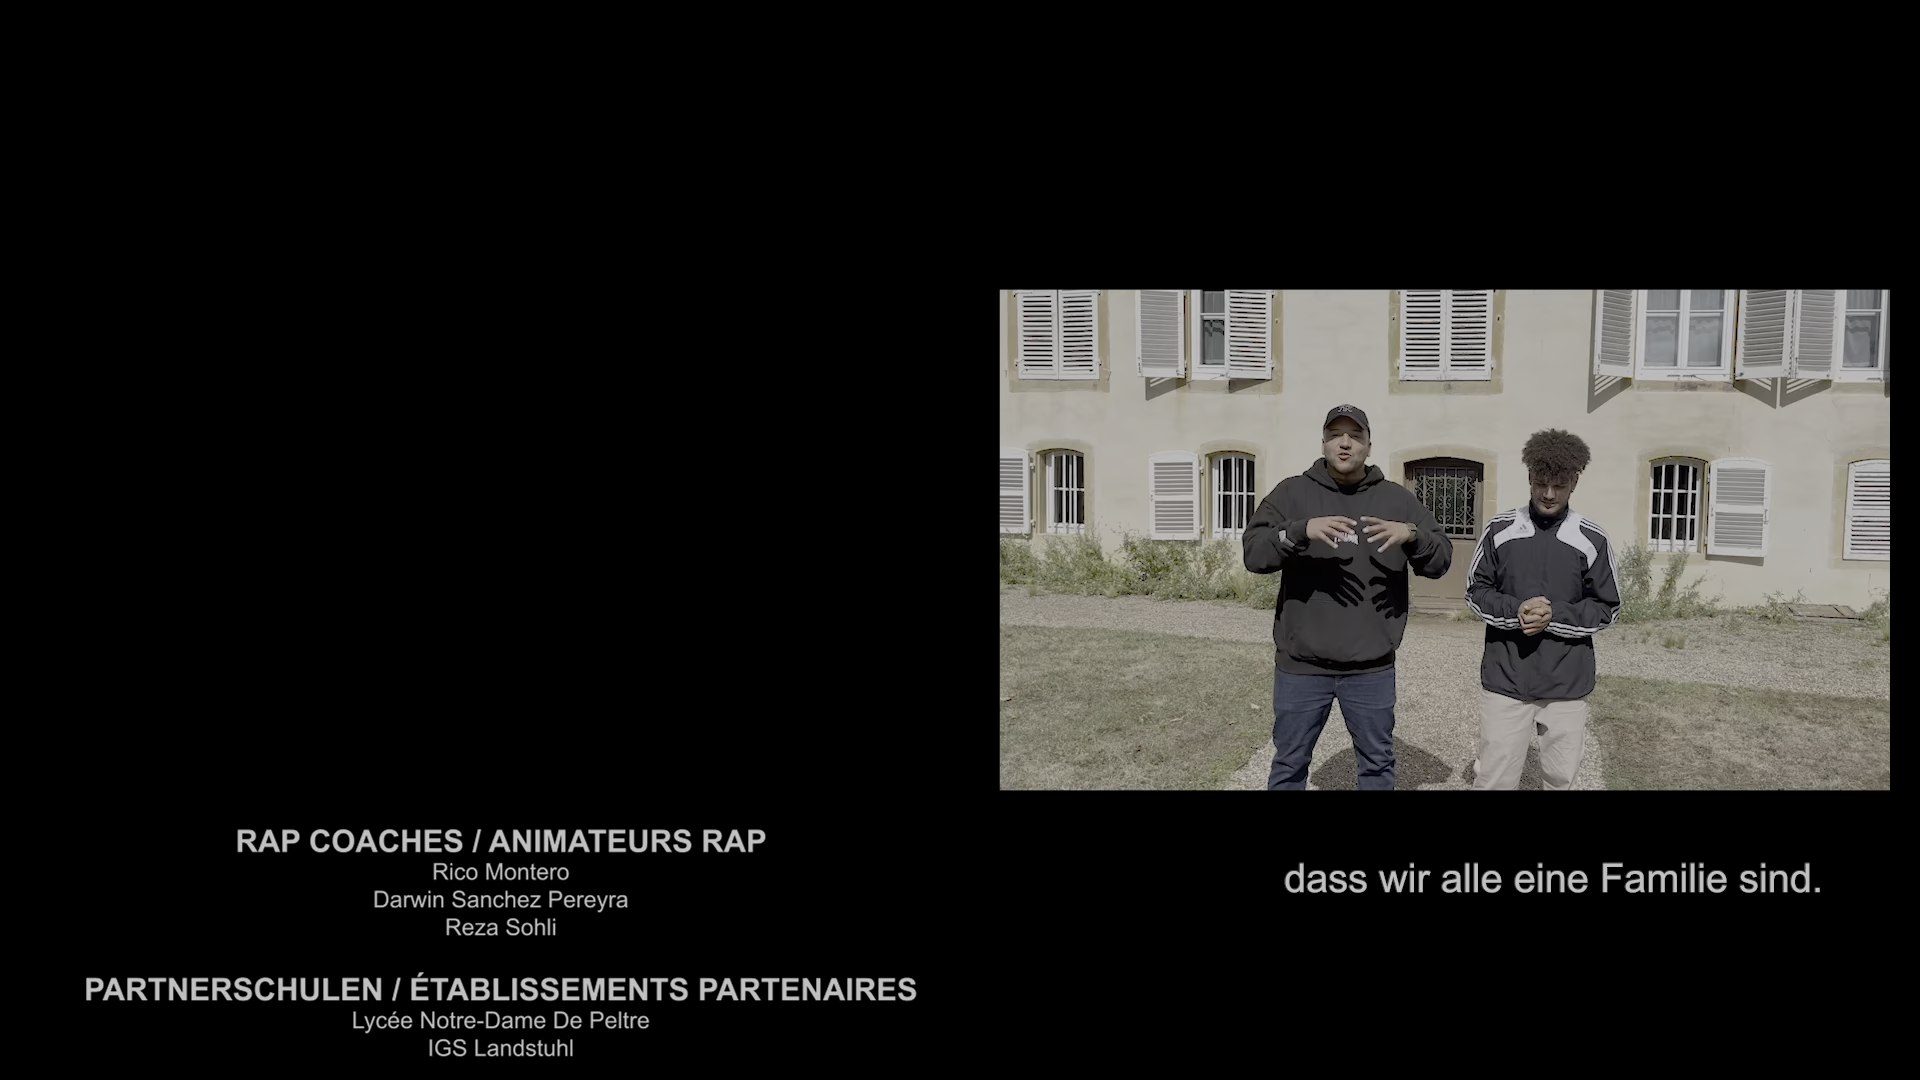 RAP COACHES / ANIMATEURS RAP
Rico Montero
Darwin Sanchez Pereyra
Reza Sohli
PARTNERSCHULEN / ÉTABLISSEMENTS PARTENAIRES
Lycée Notre-Dame De Peltre
IGS Landstuhl
dass wir alle eine Familie sind.